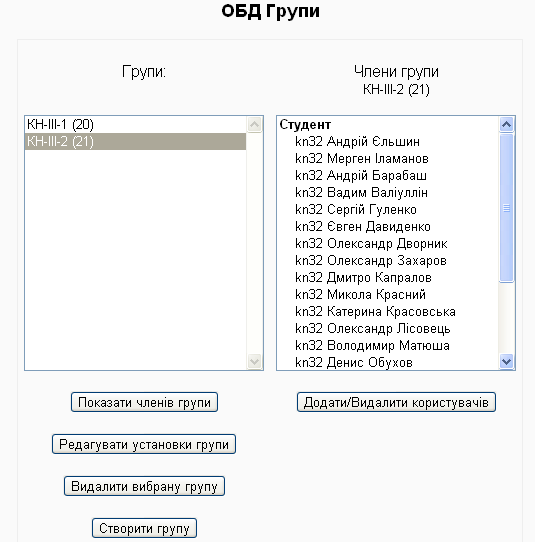 ОБД Групи
Групи:
КН-ІІІ-1 (20)
КН-ІІІ-2 (21)
Показати членів групи
Редагувати установки групи
Видалити вибрану групу
Створити групу
Члени групи
КН-ІІІ-2 (21)
Студент
kn32 Андрій Єльшин
kn32 Мерген Іламанов
kn32 Андрій Барабаш
kn32 Вадим Валіуллін
kn32 Сергій Гуленко
kn32 Євген Давиденко
kn32 Олександр Дворник
kn32 Олександр Захаров
kn32 Дмитро Капралов
kn32 Микола Красний
kn32 Катерина Красовська
kn32 Олександр Лісовець
kn32 Володимир Матюша
kn32 Денис Обухов
Додати/Видалити користувачів